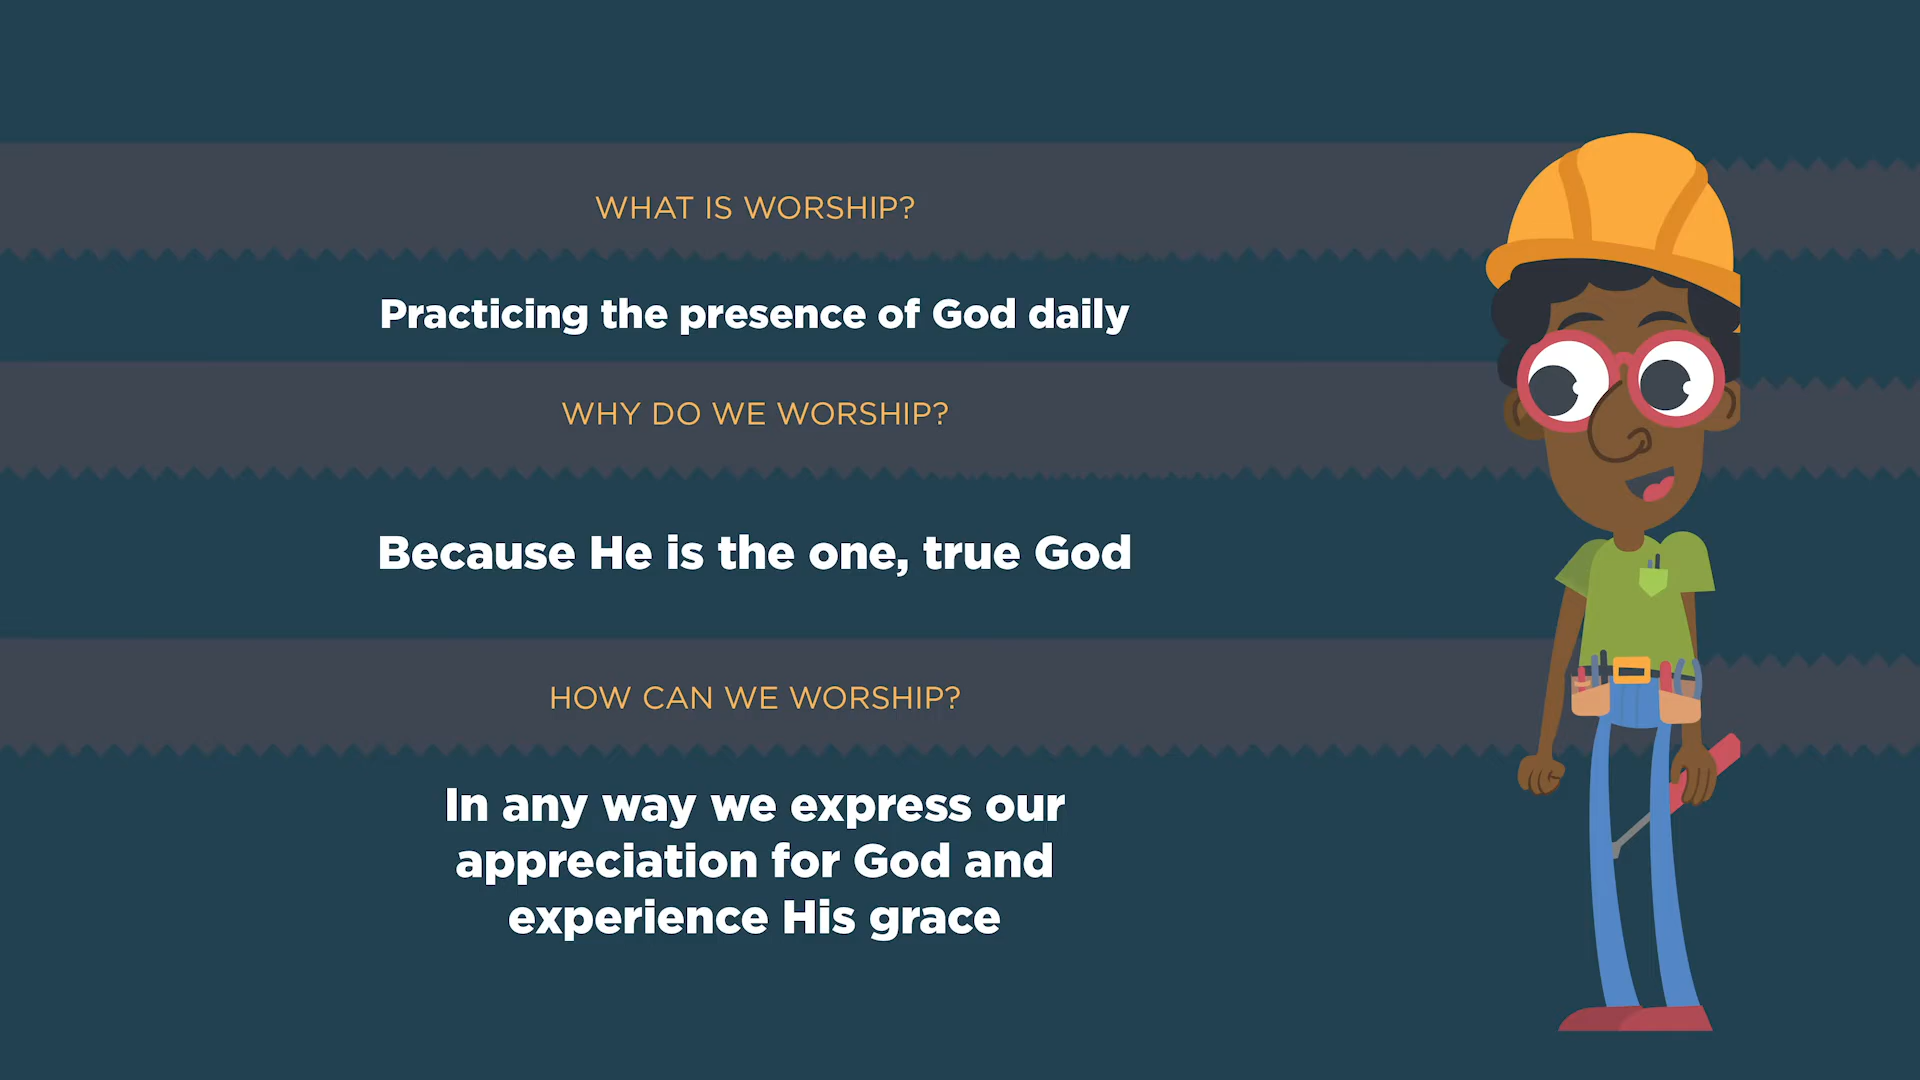 WHAT IS WORSHIP?
Practicing the presence of God daily
WHY DO WE WORSHIP?
Because He is the one, true God
HOW CAN WE WORSHIP?
In any way we express our
appreciation for God and
experience His grace